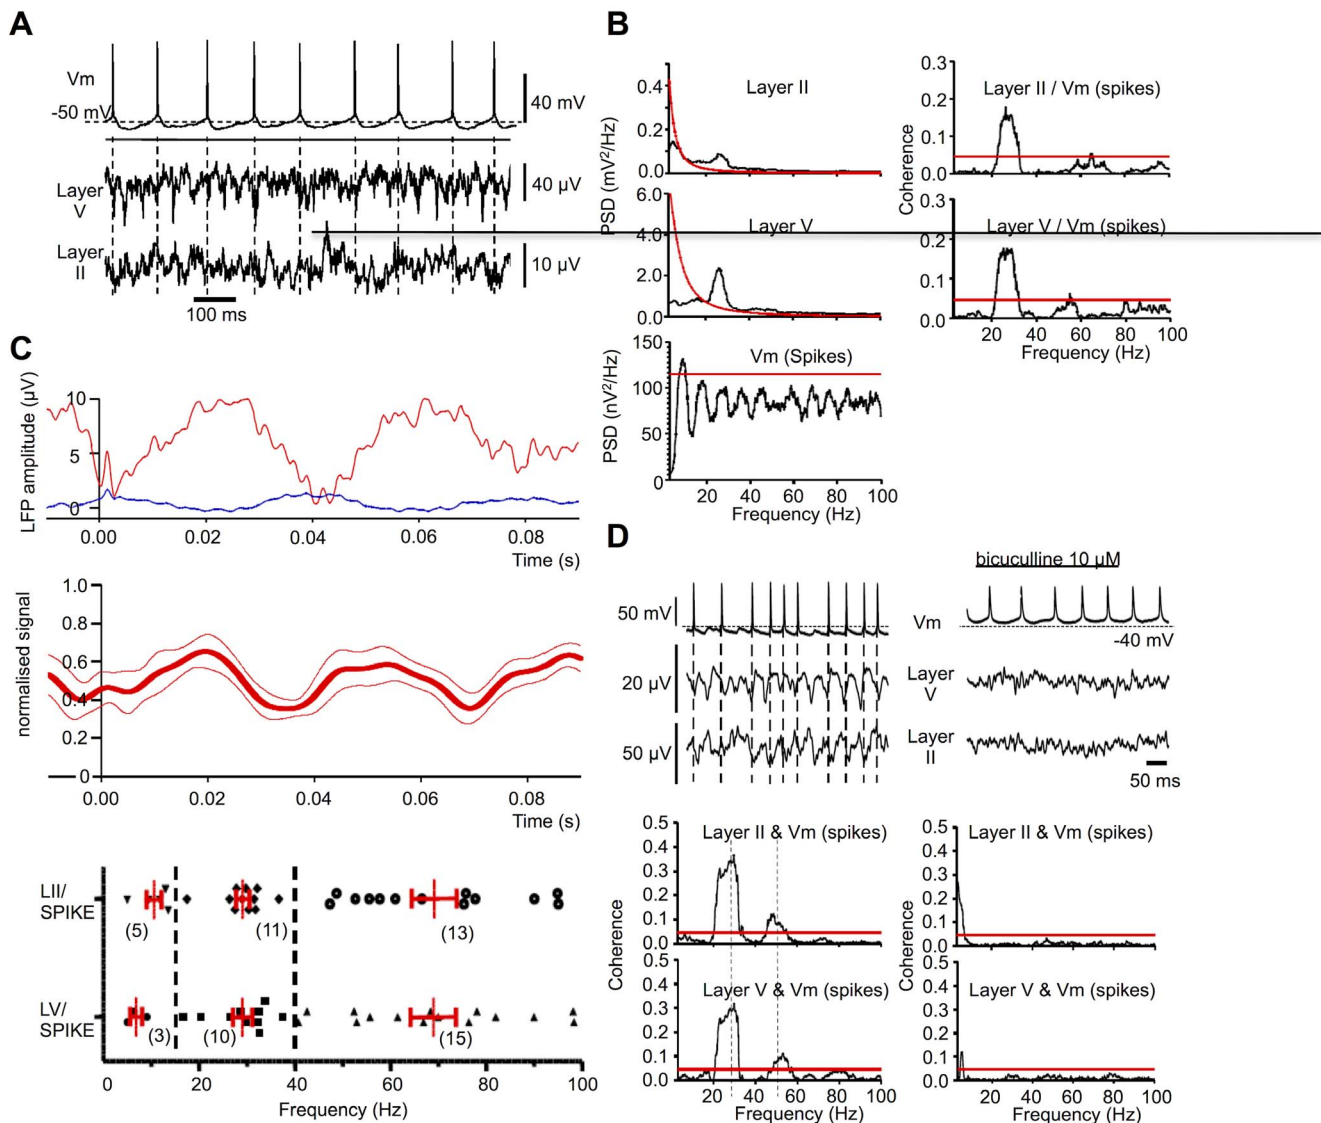 A
Vm
-50 mV
40 mV
Layer
V
40 µV
Layer
II
10 µV
100 ms
B
PSD (mV²/Hz)
0.4
0.2
0.0
Layer II
6.0
4.0
2.0
0.0
Layer V
PSD (nV²/Hz)
150
100
50
0
Vm (Spikes)
20 40 60 80 100
Frequency (Hz)
Coherence
0.3
0.2
0.1
0.0
Layer II / Vm (spikes)
0.3
0.2
0.1
0.0
Layer V / Vm (spikes)
20 40 60 80 100
Frequency (Hz)
C
LFP amplitude (µV)
10
5
0
0.00 0.02 0.04 0.06 0.08
Time (s)
normalised signal
1.0
0.8
0.6
0.4
0.2
0
0.00 0.02 0.04 0.06 0.08
Time (s)
LII/
SPIKE
(5) (11) (13)
LV/
SPIKE
(3) (10) (15)
0 20 40 60 80 100
Frequency (Hz)
D
50 mV
20 µV
50 µV
bicuculline 10 µM
Vm
-40 mV
Layer
V
Layer
II
50 ms
Coherence
0.5
0.4
0.3
0.2
0.1
0.0
Layer II & Vm (spikes)
0.5
0.4
0.3
0.2
0.1
0.0
Layer V & Vm (spikes)
20 40 60 80 100
Frequency (Hz)
0.5
0.4
0.3
0.2
0.1
0.0
Layer II & Vm (spikes)
0.5
0.4
0.3
0.2
0.1
0.0
Layer V & Vm (spikes)
20 40 60 80 100
Frequency (Hz)